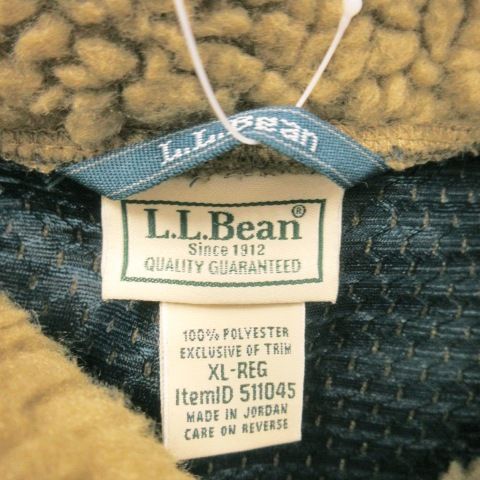 L.L.Bean
L.L.Bean®
Since 1912
QUALITY GUARANTEED
100% POLYESTER
EXCLUSIVE OF TRIM
XL-REG
ItemID 511045
MADE IN JORDAN
CARE ON REVERSE